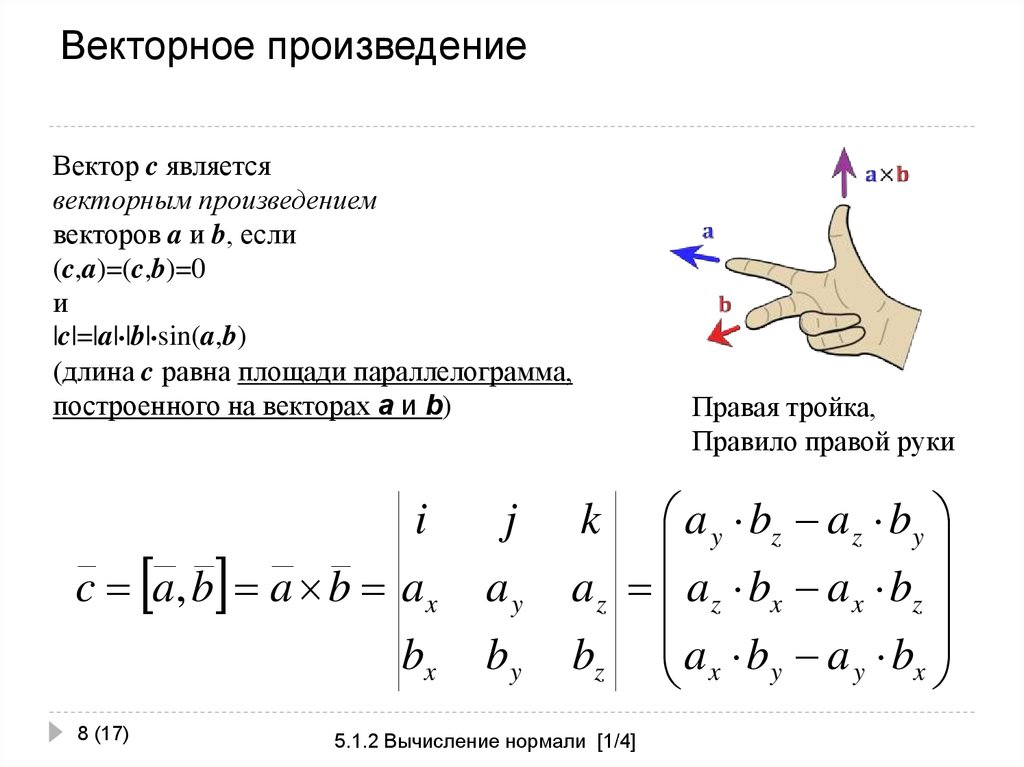 Векторное произведение
Вектор c является
векторным произведением
векторов a и b, если
(c,a)=(c,b)=0
и
|c|=|a|·|b|·sin(a,b)
(длина c равна площади параллелограмма,
построенного на векторах a и b)
a×b
a
b
Правая тройка,
Правило правой руки
i j k a_y · b_z − a_z · b_y
c̅ = [a̅, b̅] = a̅ × b̅ = a_x a_y a_z = a_z · b_x − a_x · b_z
b_x b_y b_z a_x · b_y − a_y · b_x
8 (17)
5.1.2 Вычисление нормали [1/4]